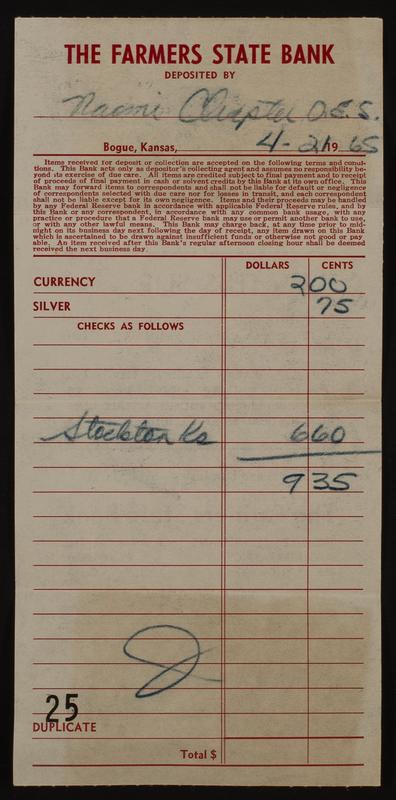 THE FARMERS STATE BANK
DEPOSITED BY
Naomi Chapter O.E.S.
Bogue, Kansas, 4-21 1965
Items received for deposit or collection are accepted on the following terms and condi-
tions. This Bank acts only as depositor's collecting agent and assumes no responsibility be-
yond its exercise of due care. All items are credited subject to final payment and to receipt
of proceeds of final payment in cash or solvent credits by this Bank at its own office. This
Bank may forward items to correspondents and shall not be liable for default or negligence
of correspondents selected with due care nor for losses in transit, and each correspondent
shall not be liable except for its own negligence. Items and their proceeds may be handled
by any Federal Reserve bank in accordance with applicable Federal Reserve rules, and by
this Bank or any correspondent, in accordance with any common bank usage, with any
practice or procedure that a Federal Reserve bank may use or permit another bank to use,
or with any other lawful means. This Bank may charge back, at any time prior to mid-
night on its business day next following the day of receipt, any item drawn on this Bank
which is ascertained to be drawn against insufficient funds or otherwise not good or pay-
able. An item received after this Bank's regular afternoon closing hour shall be deemed
received the next business day.
DOLLARS CENTS
CURRENCY 200
SILVER 75
CHECKS AS FOLLOWS
Stockton Ks 660
935
25
DUPLICATE
Total $